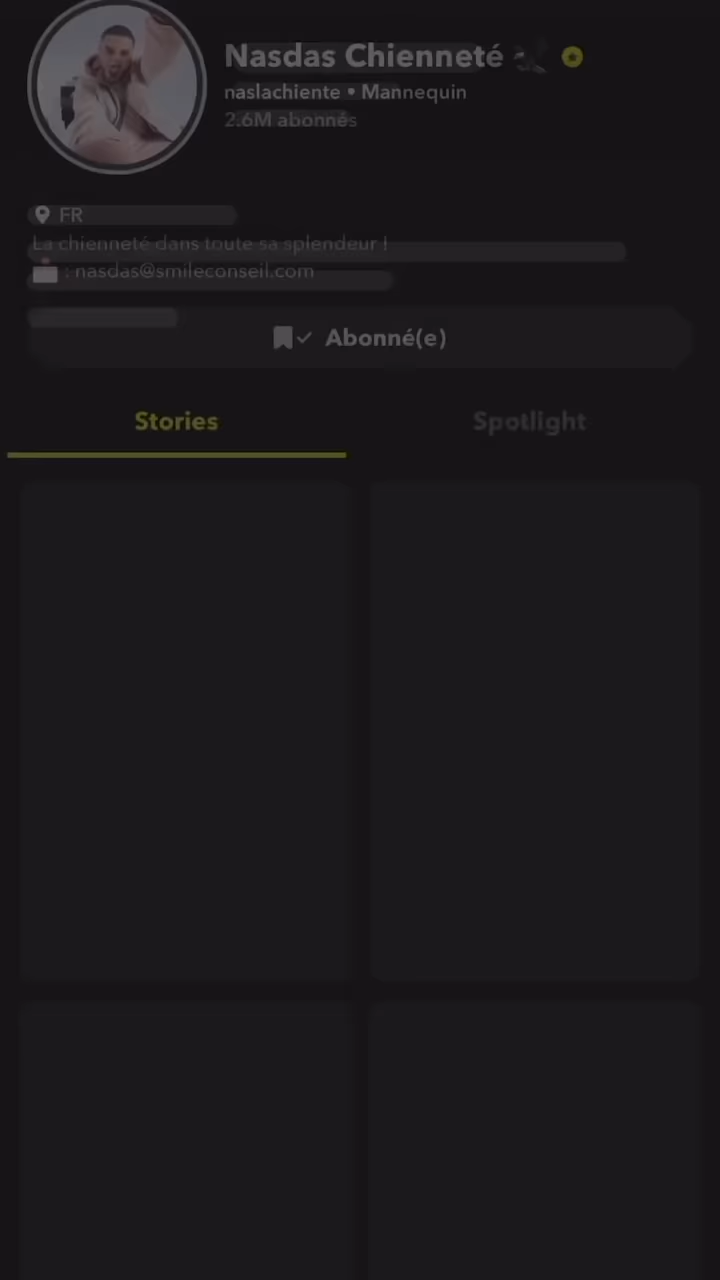 Nasdas Chienneté
naslachiente • Mannequin
2.6M abonnés
FR
La chienneté dans toute sa splendeur !
: nasdas@smileconseil.com
Abonné(e)
Stories
Spotlight